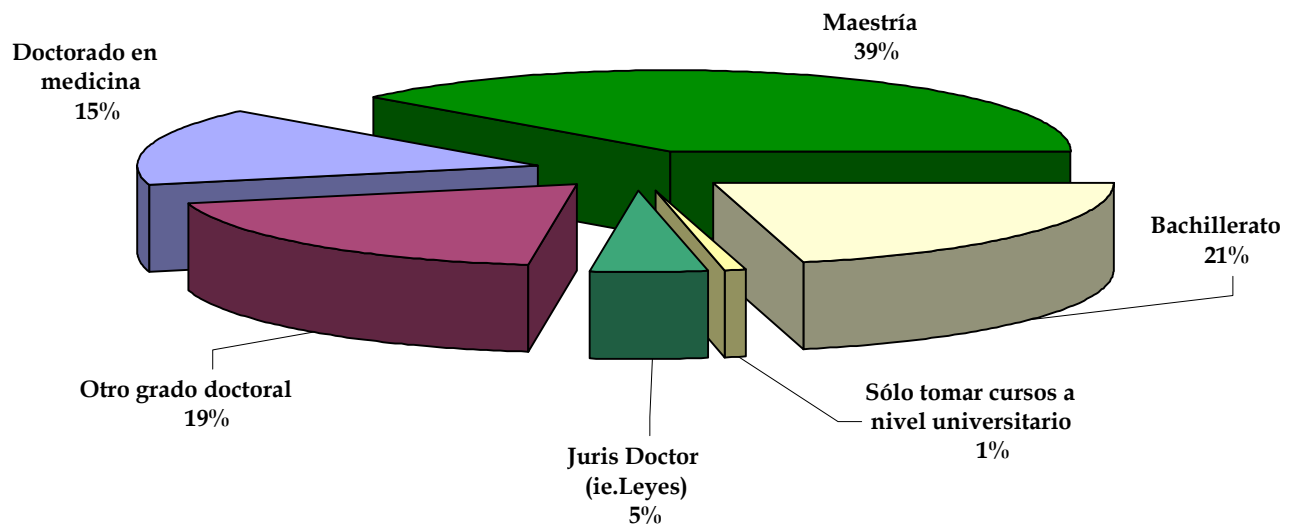 Maestría
39%
Doctorado en
medicina
15%
Bachillerato
21%
Otro grado doctoral
19%
Sólo tomar cursos a
nivel universitario
1%
Juris Doctor
(ie.Leyes)
5%